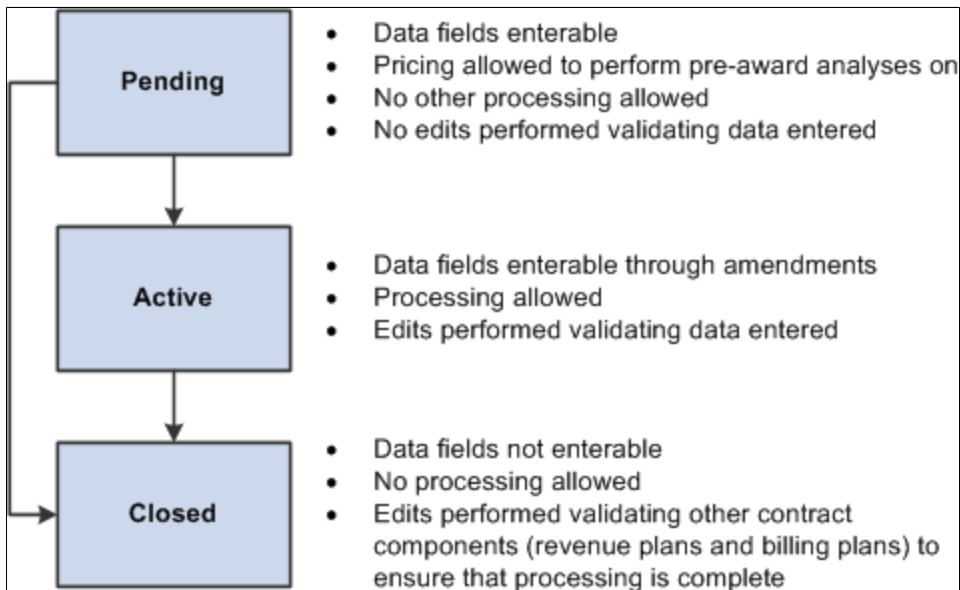 Pending
• Data fields enterable
• Pricing allowed to perform pre-award analyses on
• No other processing allowed
• No edits performed validating data entered
Active
• Data fields enterable through amendments
• Processing allowed
• Edits performed validating data entered
Closed
• Data fields not enterable
• No processing allowed
• Edits performed validating other contract
components (revenue plans and billing plans) to
ensure that processing is complete